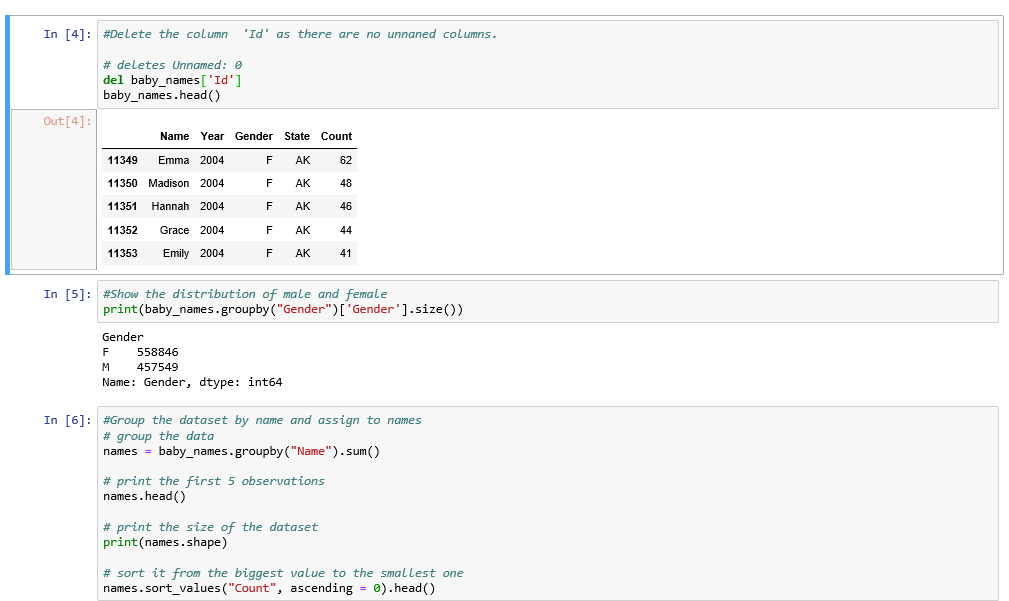 In [4]: #Delete the column  'Id' as there are no unnaned columns.
# deletes Unnamed: 0
del baby_names['Id']
baby_names.head()
Out[4]:
Name Year Gender State Count
11349 Emma 2004 F AK 62
11350 Madison 2004 F AK 48
11351 Hannah 2004 F AK 46
11352 Grace 2004 F AK 44
11353 Emily 2004 F AK 41
In [5]: #Show the distribution of male and female
print(baby_names.groupby("Gender")['Gender'].size())
Gender
F    558846
M    457549
Name: Gender, dtype: int64
In [6]: #Group the dataset by name and assign to names
# group the data
names = baby_names.groupby("Name").sum()
# print the first 5 observations
names.head()
# print the size of the dataset
print(names.shape)
# sort it from the biggest value to the smallest one
names.sort_values("Count", ascending = 0).head()